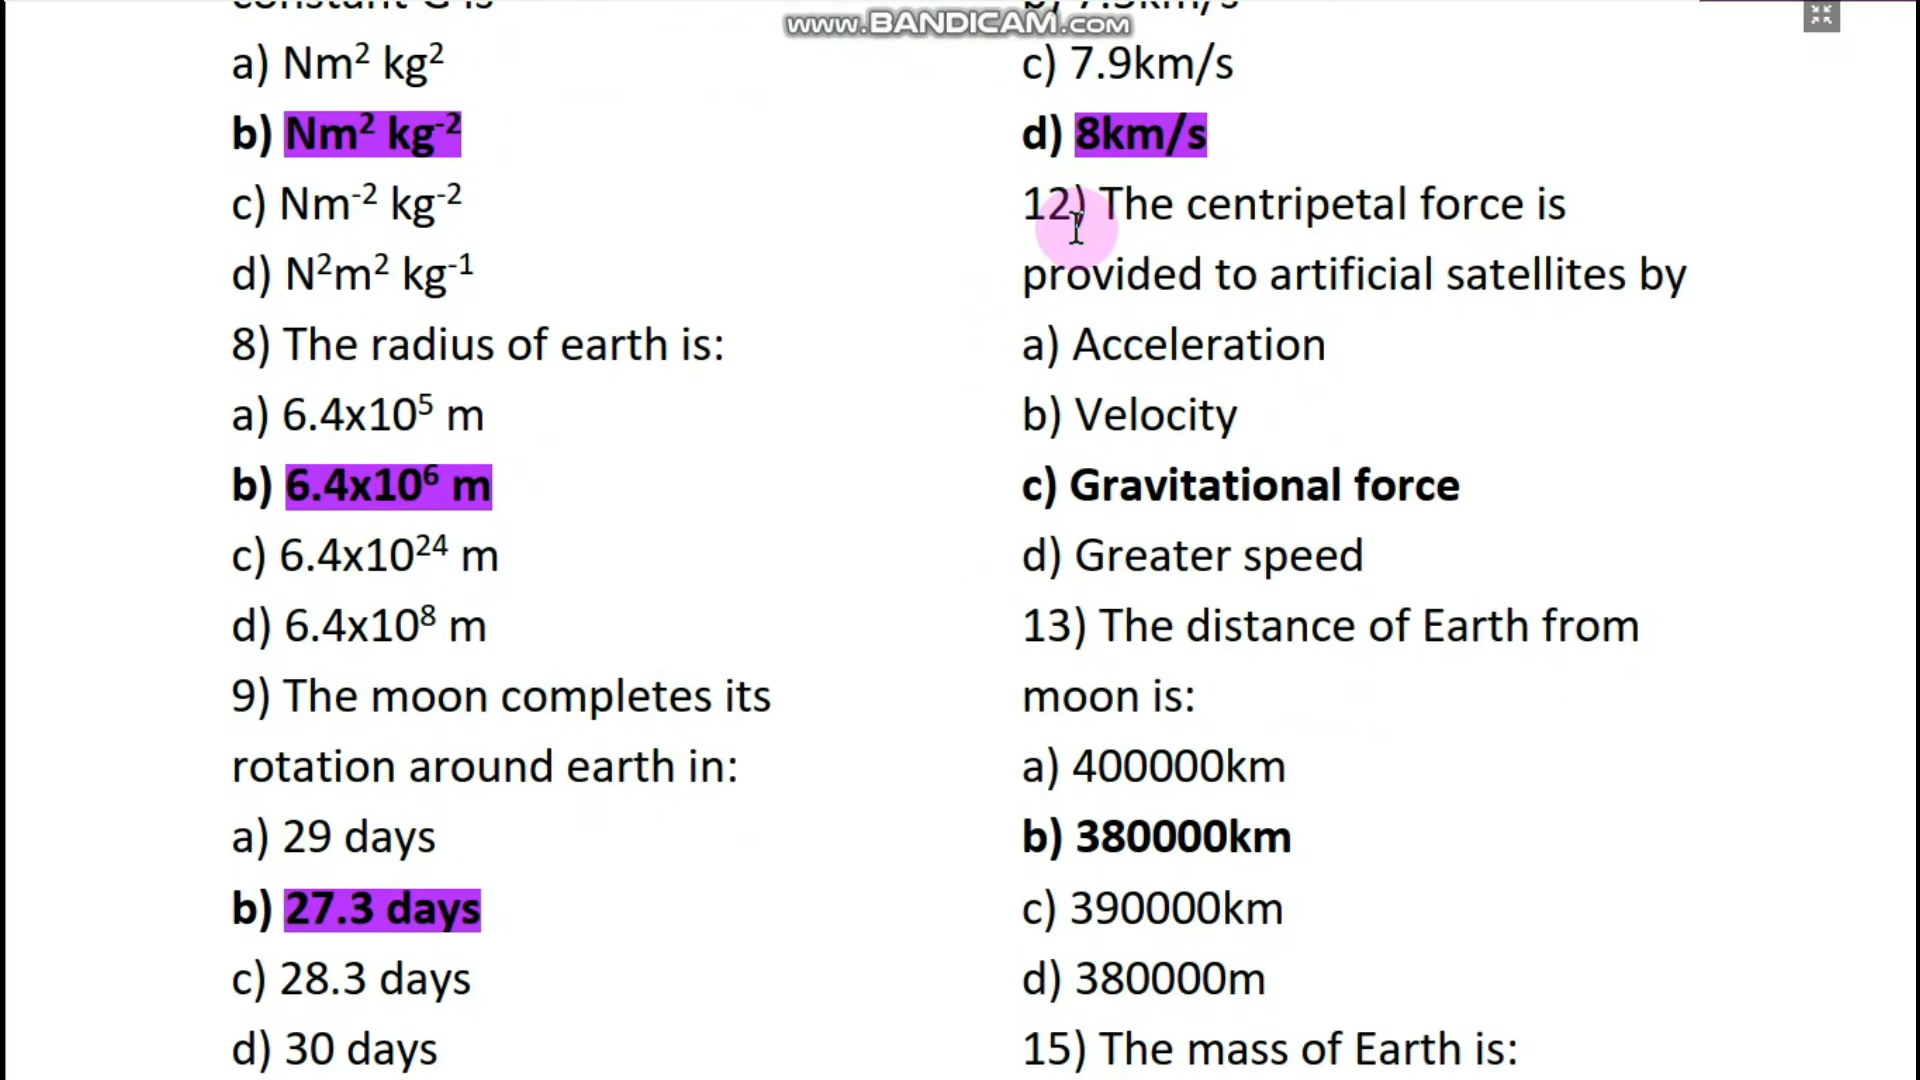 www.BANDICAM.com
constant G is
a) Nm² kg²
b) Nm² kg⁻²
c) Nm⁻² kg⁻²
d) N²m² kg⁻¹
8) The radius of earth is:
a) 6.4x10⁵ m
b) 6.4x10⁶ m
c) 6.4x10²⁴ m
d) 6.4x10⁸ m
9) The moon completes its
rotation around earth in:
a) 29 days
b) 27.3 days
c) 28.3 days
d) 30 days
c) 7.9km/s
d) 8km/s
12) The centripetal force is
provided to artificial satellites by
a) Acceleration
b) Velocity
c) Gravitational force
d) Greater speed
13) The distance of Earth from
moon is:
a) 400000km
b) 380000km
c) 390000km
d) 380000m
15) The mass of Earth is: